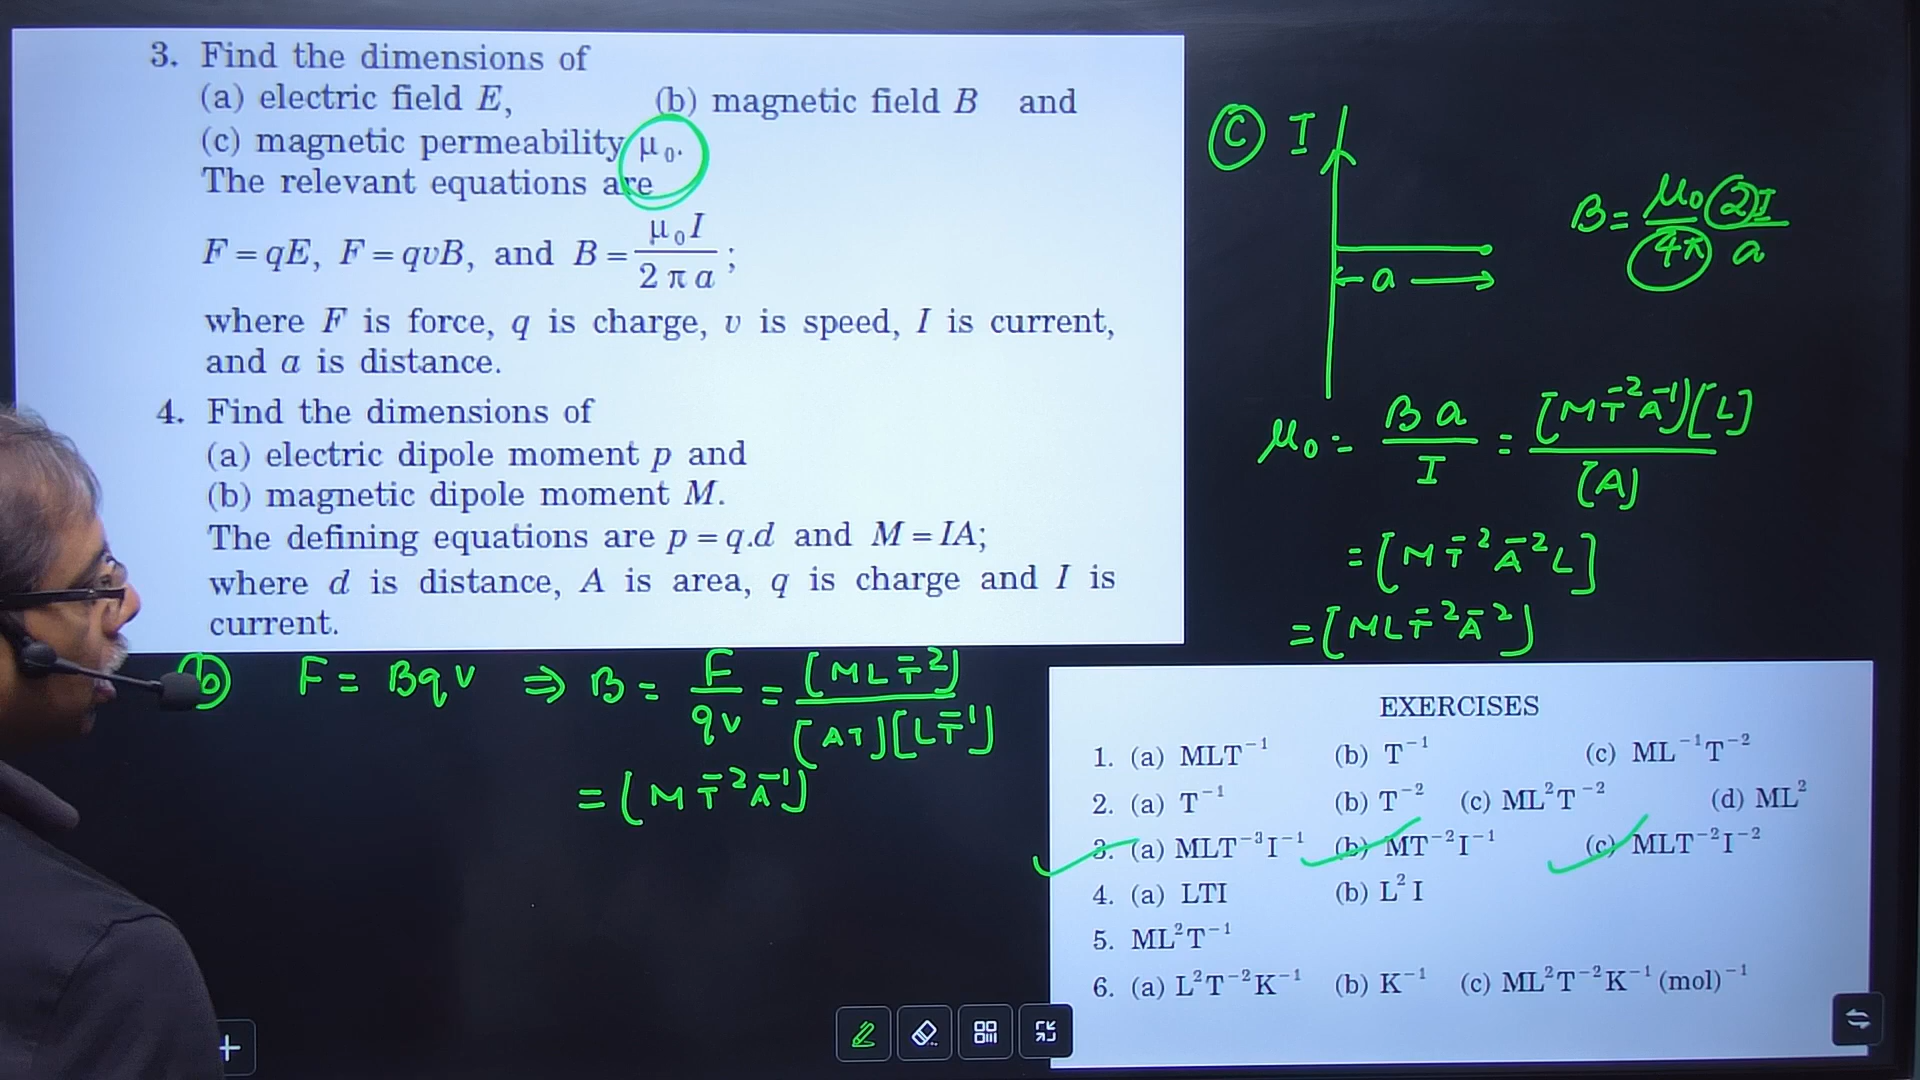 3. Find the dimensions of
(a) electric field E, (b) magnetic field B and
(c) magnetic permeability μ₀.
The relevant equations are
F = qE, F = qvB, and B = μ₀I / 2 π a ;
where F is force, q is charge, v is speed, I is current,
and a is distance.
4. Find the dimensions of
(a) electric dipole moment p and
(b) magnetic dipole moment M.
The defining equations are p = q.d and M = IA;
where d is distance, A is area, q is charge and I is
current.
(b) F = Bqv ⇒ B = F / qv = [MLT⁻²] / [AT][LT⁻¹]
= [MT⁻²A⁻¹]
(C) I
B = μ₀ 2I / 4π a
a
μ₀ = B a / I = [MT⁻²A⁻¹][L] / [A]
= [MT⁻²A⁻²L]
= [MLT⁻²A⁻²]
EXERCISES
1. (a) MLT⁻¹ (b) T⁻¹ (c) ML⁻¹T⁻²
2. (a) T⁻¹ (b) T⁻² (c) ML²T⁻² (d) ML²
3. (a) MLT⁻³I⁻¹ (b) MT⁻²I⁻¹ (c) MLT⁻²I⁻²
4. (a) LTI (b) L²I
5. ML²T⁻¹
6. (a) L²T⁻²K⁻¹ (b) K⁻¹ (c) ML²T⁻²K⁻¹(mol)⁻¹